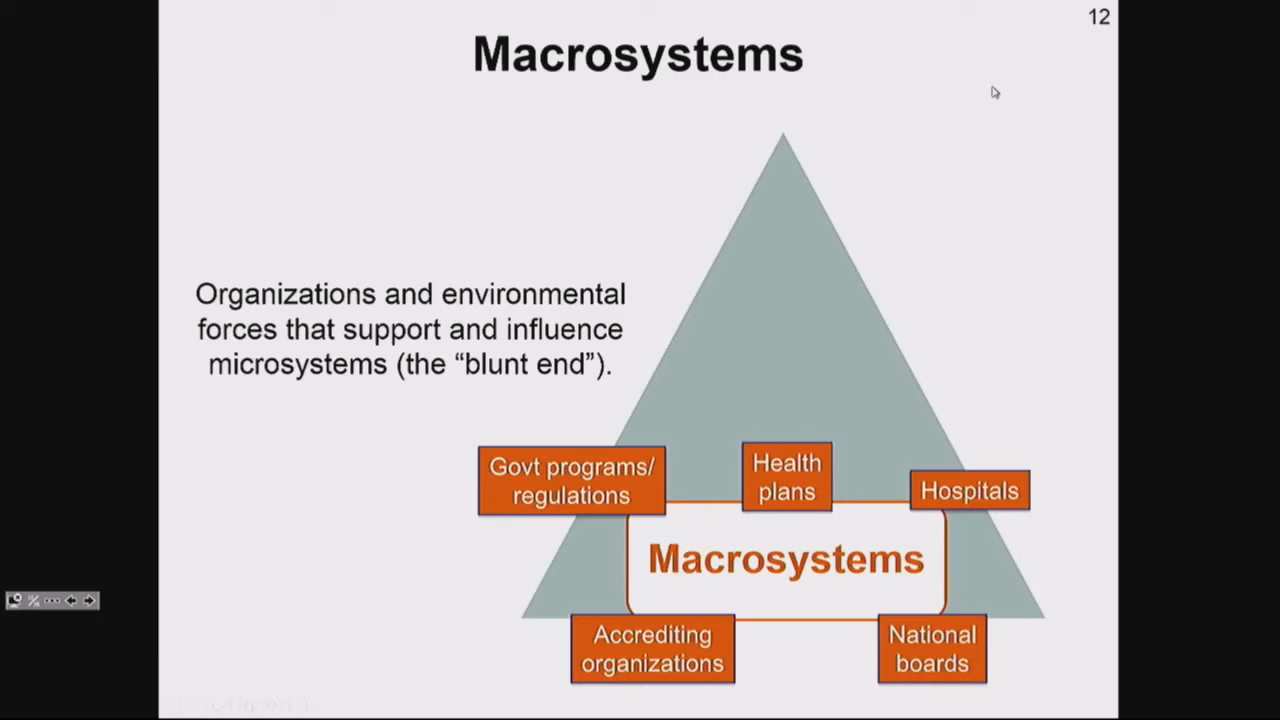 12
Macrosystems
Organizations and environmental
forces that support and influence
microsystems (the “blunt end”).
Govt programs/
regulations
Health
plans
Hospitals
Macrosystems
Accrediting
organizations
National
boards